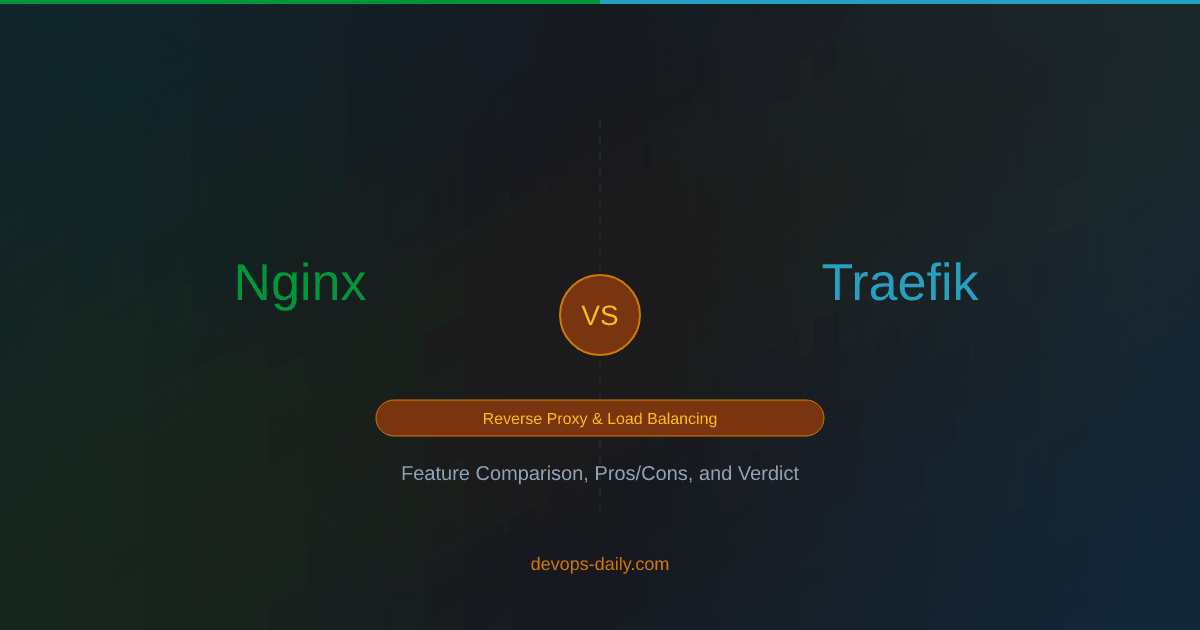 Nginx
VS
Traefik
Reverse Proxy & Load Balancing
Feature Comparison, Pros/Cons, and Verdict
devops-daily.com